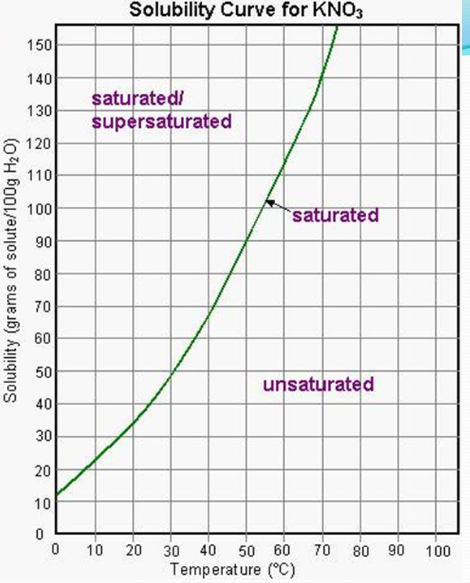 Solubility Curve for KNO₃
Solubility (grams of solute/100g H₂O)
150
140
130
120
110
100
90
80
70
60
50
40
30
20
10
0
saturated/
supersaturated
saturated
unsaturated
0 10 20 30 40 50 60 70 80 90 100
Temperature (°C)